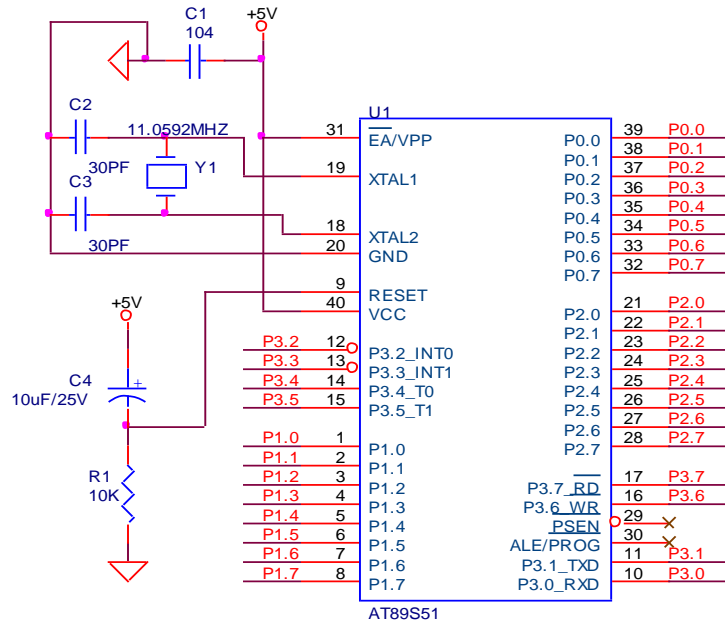 C1
104
+5V
C2
30PF
11.0592MHZ
Y1
C3
30PF
+5V
C4
+
10uF/25V
R1
10K
U1
31 EA/VPP
19 XTAL1
18 XTAL2
20 GND
9 RESET
40 VCC
P3.2 12 P3.2_INT0
P3.3 13 P3.3_INT1
P3.4 14 P3.4_T0
P3.5 15 P3.5_T1
P1.0 1 P1.0
P1.1 2 P1.1
P1.2 3 P1.2
P1.3 4 P1.3
P1.4 5 P1.4
P1.5 6 P1.5
P1.6 7 P1.6
P1.7 8 P1.7
P0.0 39 P0.0
P0.1 38 P0.1
P0.2 37 P0.2
P0.3 36 P0.3
P0.4 35 P0.4
P0.5 34 P0.5
P0.6 33 P0.6
P0.7 32 P0.7
P2.0 21 P2.0
P2.1 22 P2.1
P2.2 23 P2.2
P2.3 24 P2.3
P2.4 25 P2.4
P2.5 26 P2.5
P2.6 27 P2.6
P2.7 28 P2.7
P3.7_RD 17 P3.7
P3.6_WR 16 P3.6
PSEN 29
ALE/PROG 30
P3.1_TXD 11 P3.1
P3.0_RXD 10 P3.0
AT89S51